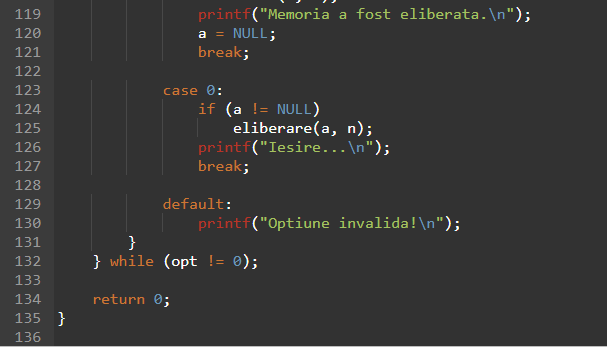 119 printf("Memoria a fost eliberata.\n");
120 a = NULL;
121 break;
122
123 case 0:
124 if (a != NULL)
125 eliberare(a, n);
126 printf("Iesire...\n");
127 break;
128
129 default:
130 printf("Optiune invalida!\n");
131 }
132 } while (opt != 0);
133
134 return 0;
135 }
136